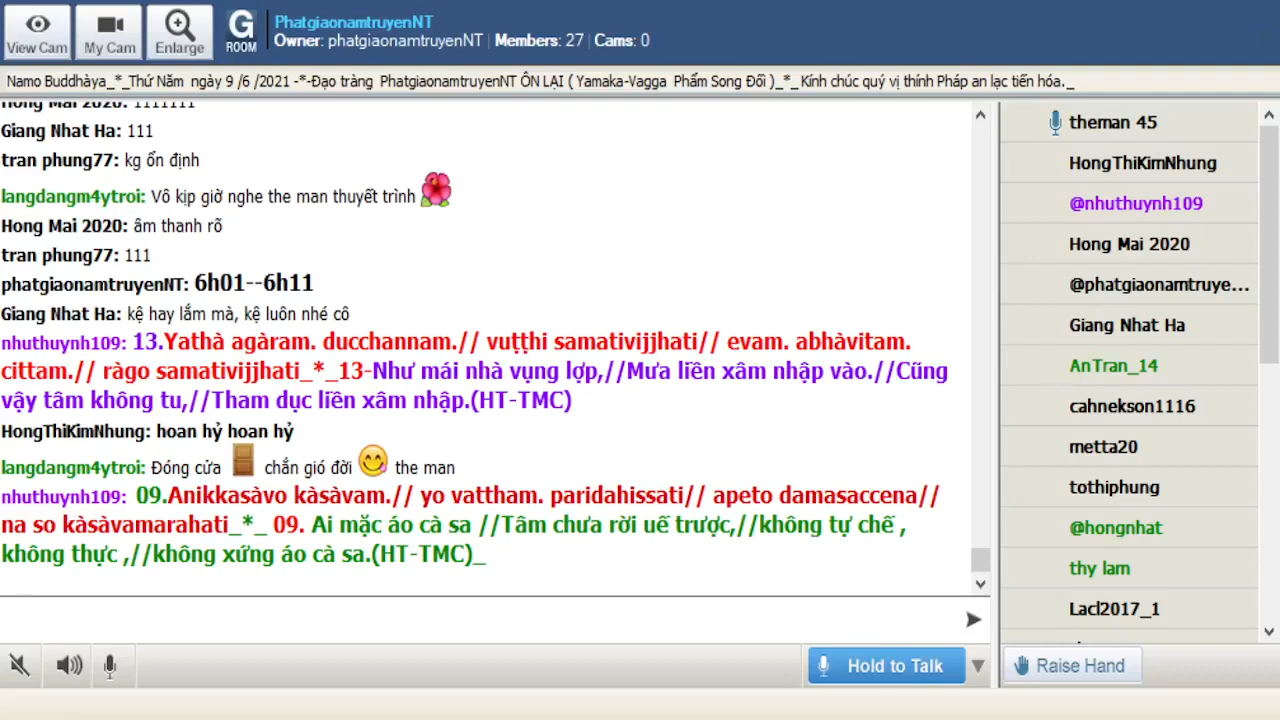 View Cam
My Cam
Enlarge
G
ROOM
PhatgiaonamtruyenNT
Owner: phatgiaonamtruyenNT | Members: 27 | Cams: 0
Namo Buddhàya_*_Thứ Năm ngày 9 /6 /2021 -*-Đạo tràng PhatgiaonamtruyenNT ÔN LẠI ( Yamaka-Vagga Phẩm Song Đối )_*_ Kính chúc quý vị thính Pháp an lạc tiến hóa._
Hong Mai 2020: 1111111
Giang Nhat Ha: 111
tran phung77: kg ổn định
langdangm4ytroi: Vô kịp giờ nghe the man thuyết trình
Hong Mai 2020: âm thanh rõ
tran phung77: 111
phatgiaonamtruyenNT: 6h01--6h11
Giang Nhat Ha: kệ hay lắm mà, kệ luôn nhé cô
nhuthuynh109: 13.Yathà agàram. ducchannam.// vuṭṭhi samativijjhati// evam. abhàvitam.
cittam.// ràgo samativijjhati_*_13-Như mái nhà vụng lợp,//Mưa liền xâm nhập vào.//Cũng
vậy tâm không tu,//Tham dục liền xâm nhập.(HT-TMC)
HongThiKimNhung: hoan hỷ hoan hỷ
langdangm4ytroi: Đóng cửa chắn gió đời the man
nhuthuynh109: 09.Anikkasàvo kàsàvam.// yo vattham. paridahissati// apeto damasaccena//
na so kàsàvamarahati_*_ 09. Ai mặc áo cà sa //Tâm chưa rời uế trược,//không tự chế ,
không thực ,//không xứng áo cà sa.(HT-TMC)_
theman 45
HongThiKimNhung
@nhuthuynh109
Hong Mai 2020
@phatgiaonamtruye...
Giang Nhat Ha
AnTran_14
cahnekson1116
metta20
tothiphung
@hongnhat
thy lam
Lacl2017_1
Hold to Talk
Raise Hand